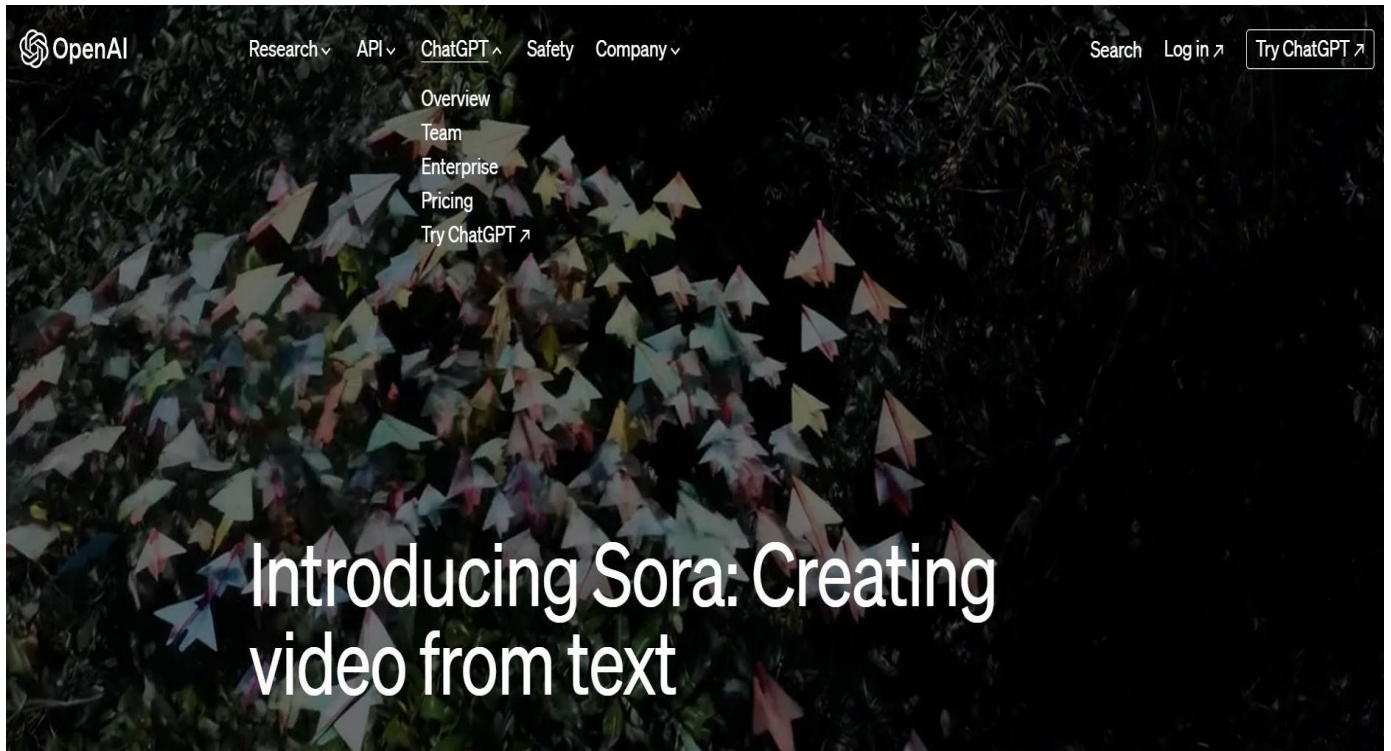 OpenAI
Research API ChatGPT Safety Company Search Log in ↗ Try ChatGPT ↗
Overview
Team
Enterprise
Pricing
Try ChatGPT ↗
Introducing Sora: Creating
video from text